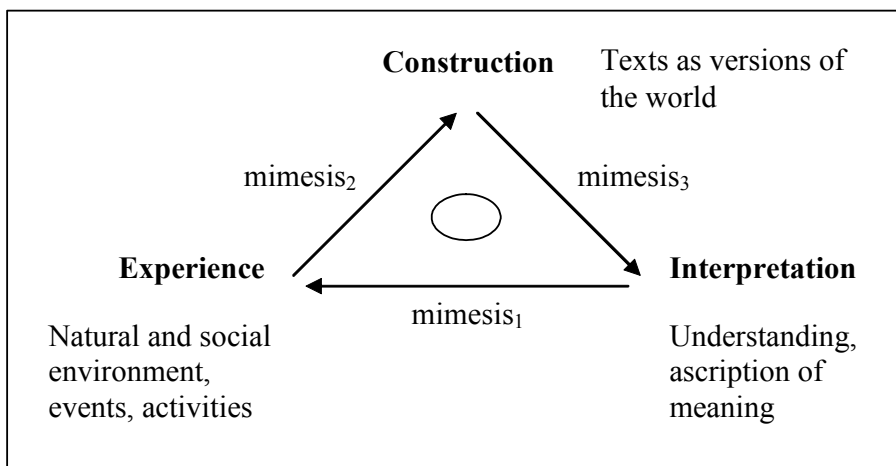 Construction
Texts as versions of
the world
mimesis₂
mimesis₃
Experience
Interpretation
mimesis₁
Natural and social
environment,
events, activities
Understanding,
ascription of
meaning